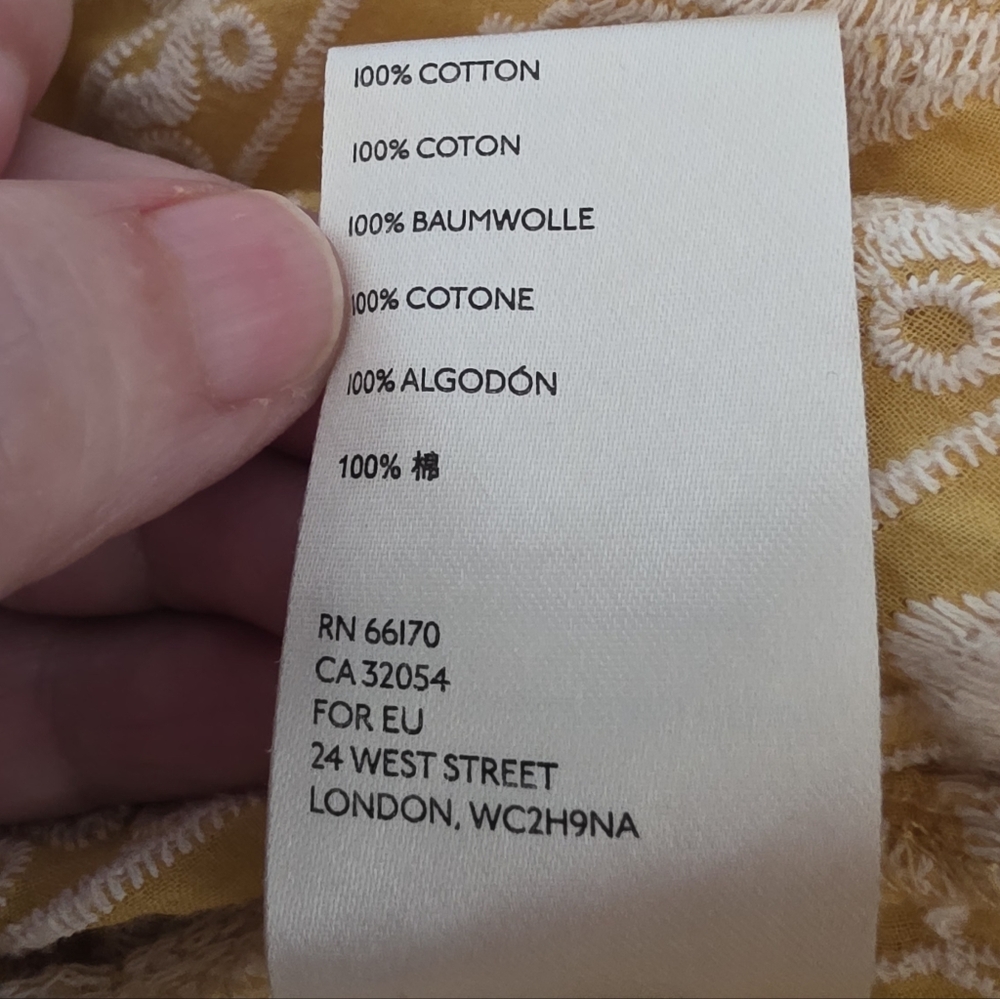 100% COTTON
100% COTON
100% BAUMWOLLE
100% COTONE
100% ALGODÓN
100% 棉
RN 66170
CA 32054
FOR EU
24 WEST STREET
LONDON, WC2H9NA